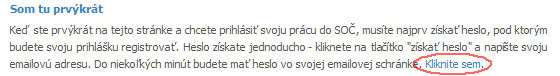 Som tu prvýkrát
Keď ste prvýkrát na tejto stránke a chcete prihlásiť svoju prácu do SOČ, musíte najprv získať heslo, pod ktorým
budete svoju prihlášku registrovať. Heslo získate jednoducho - kliknete na tlačítko "získať heslo" a napíšte svoju
emailovú adresu. Do niekoľkých minút budete mať heslo vo svojej emailovej schránke. Kliknite sem.